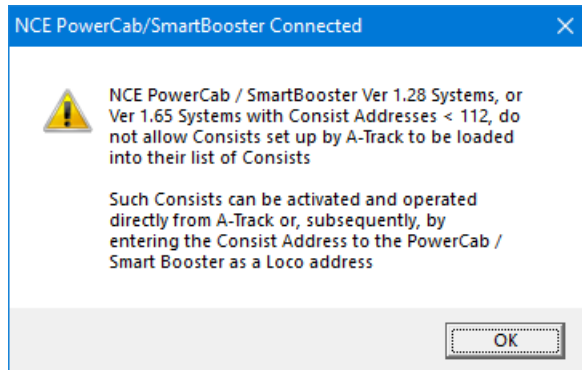 NCE PowerCab/SmartBooster Connected
NCE PowerCab / SmartBooster Ver 1.28 Systems, or
Ver 1.65 Systems with Consist Addresses < 112, do
not allow Consists set up by A-Track to be loaded
into their list of Consists
Such Consists can be activated and operated
directly from A-Track or, subsequently, by
entering the Consist Address to the PowerCab /
Smart Booster as a Loco address
OK